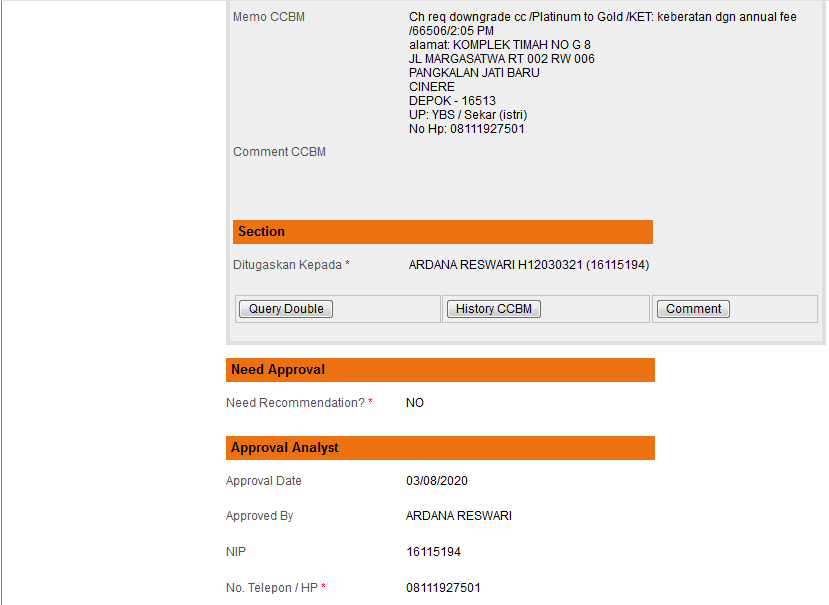 Memo CCBM
Ch req downgrade cc /Platinum to Gold /KET: keberatan dgn annual fee
/66506/2:05 PM
alamat: KOMPLEK TIMAH NO G 8
JL MARGASATWA RT 002 RW 006
PANGKALAN JATI BARU
CINERE
DEPOK - 16513
UP: YBS / Sekar (istri)
No Hp: 08111927501
Comment CCBM
Section
Ditugaskan Kepada * ARDANA RESWARI H12030321 (16115194)
Query Double History CCBM Comment
Need Approval
Need Recommendation? * NO
Approval Analyst
Approval Date 03/08/2020
Approved By ARDANA RESWARI
NIP 16115194
No. Telepon / HP * 08111927501